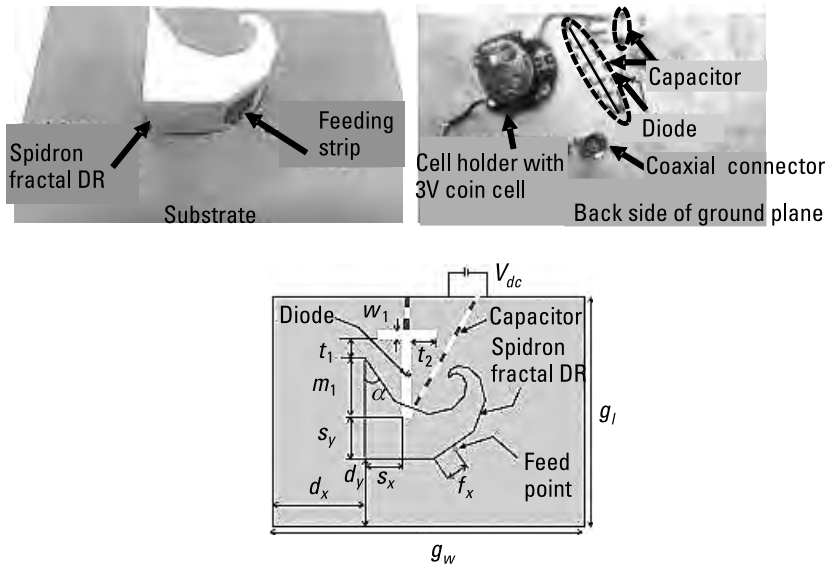 Spidron
fractal DR
Feeding
strip
Substrate
Capacitor
Diode
Cell holder with
3V coin cell
Coaxial connector
Back side of ground plane
V_dc
Diode
w_1
Capacitor
t_1
t_2
Spidron
fractal DR
m_1
α
g_l
s_y
Feed
point
d_y
s_x
f_x
d_x
g_w